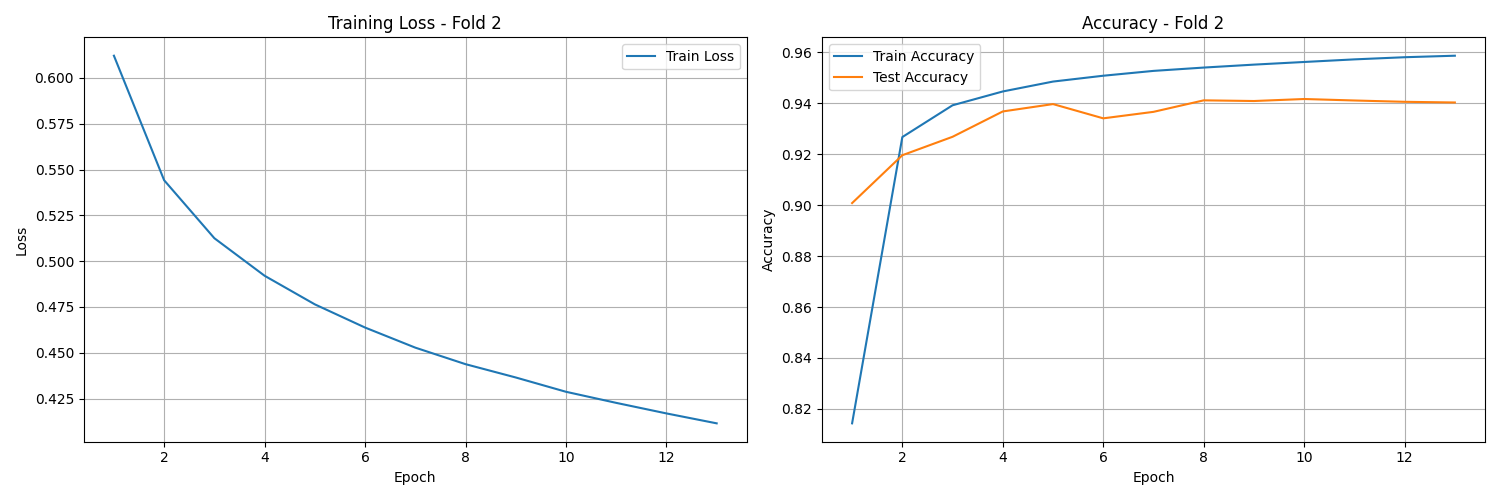 Training Loss - Fold 2
Train Loss
0.600
0.575
0.550
0.525
0.500
0.475
0.450
0.425
Loss
2 4 6 8 10 12
Epoch
Accuracy - Fold 2
Train Accuracy
Test Accuracy
0.96
0.94
0.92
0.90
0.88
0.86
0.84
0.82
Accuracy
2 4 6 8 10 12
Epoch